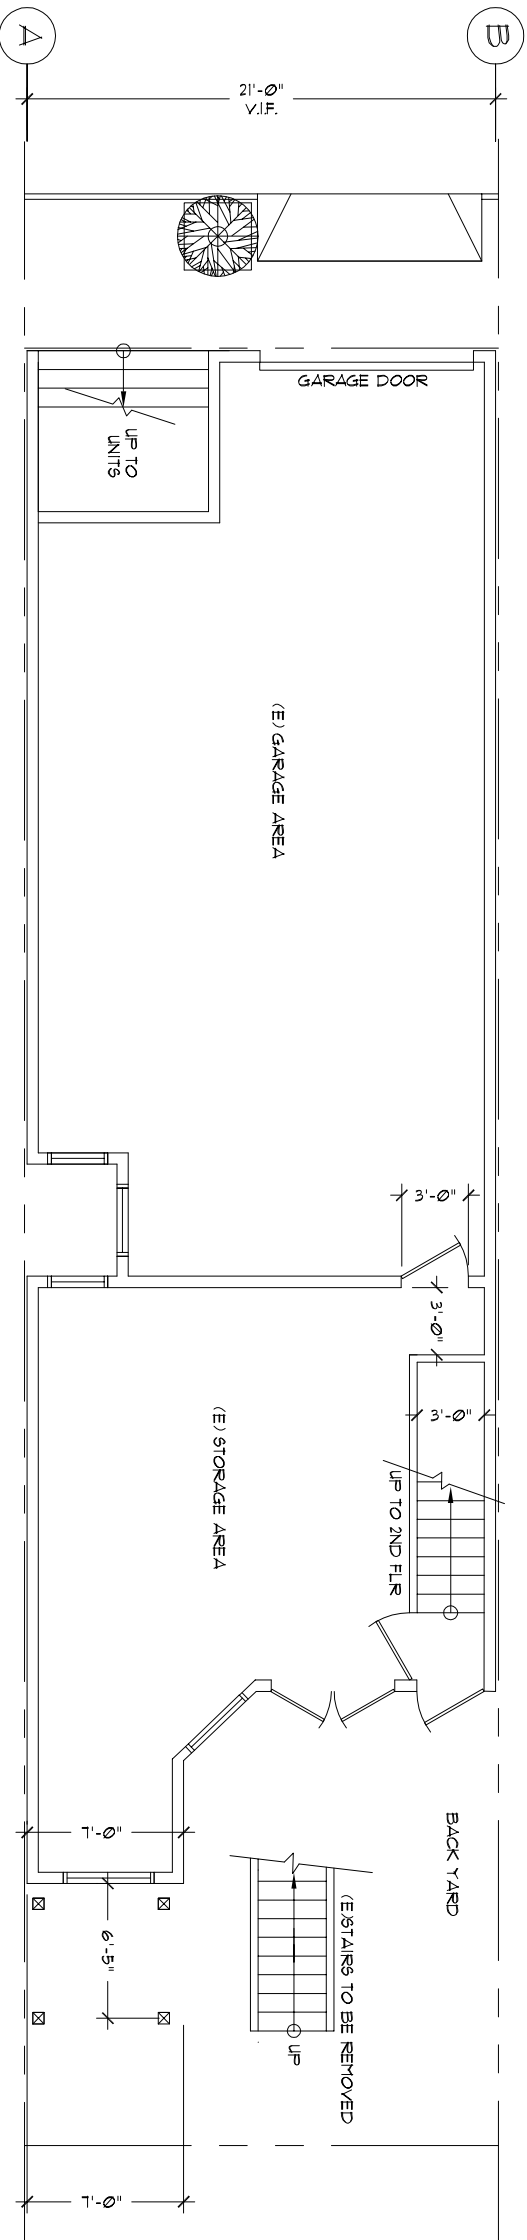 A
B
21'-0"
V.I.F.
GARAGE DOOR
UP TO
UNITS
(E) GARAGE AREA
3'-0"
3'-0"
3'-0"
(E) STORAGE AREA
UP TO 2ND FLR
BACK YARD
7'-0"
6'-5"
(E)STAIRS TO BE REMOVED
UP
7'-0"